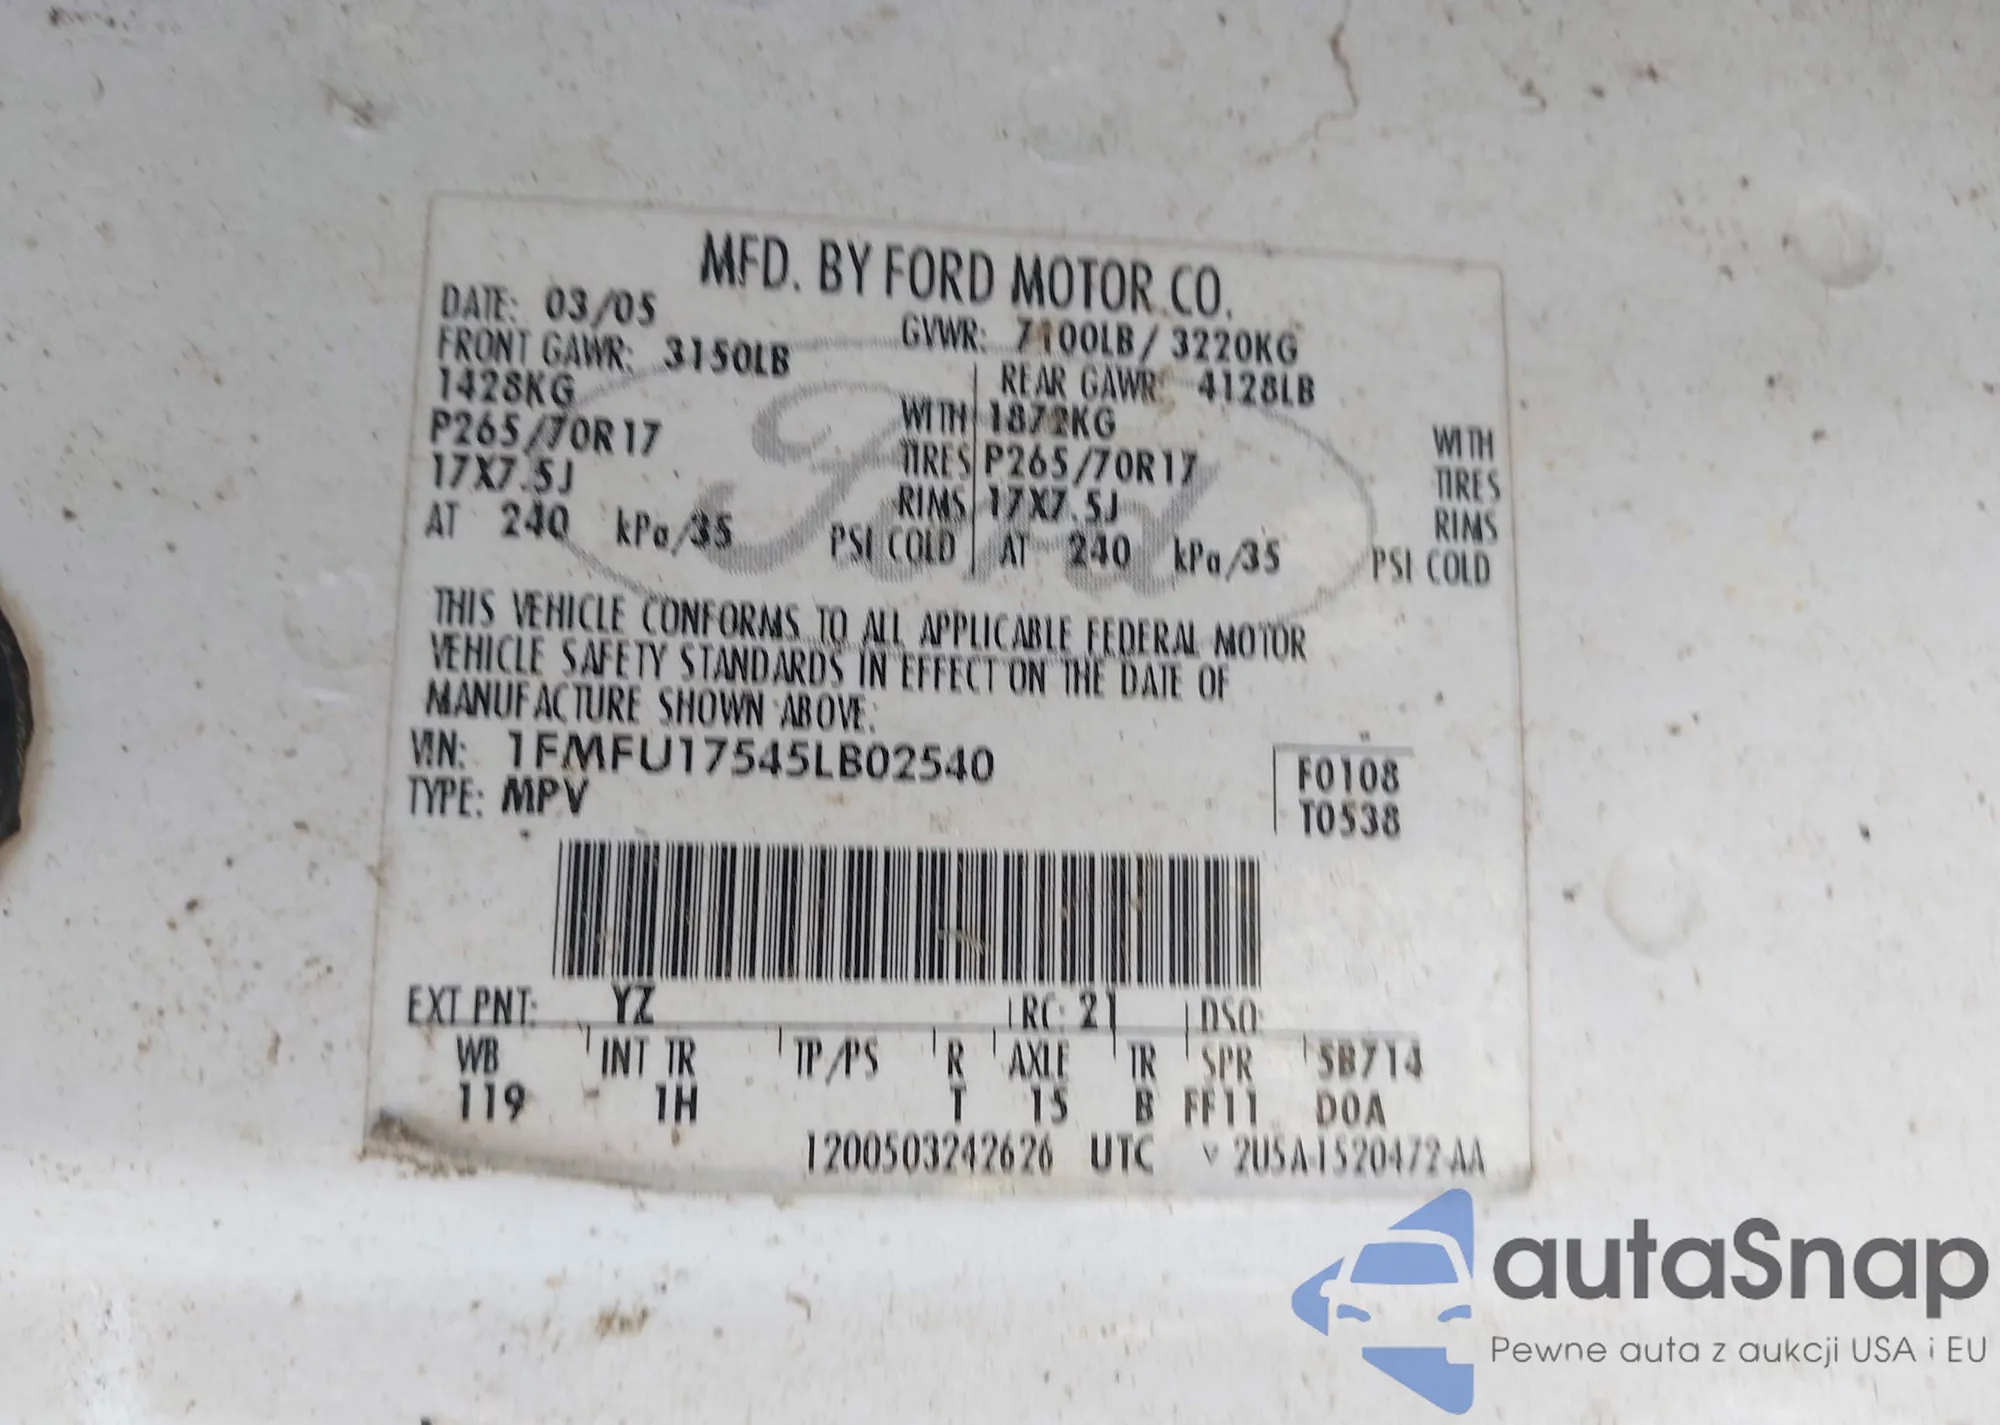 MFD. BY FORD MOTOR CO.
DATE: 03/05 GVWR: 7100LB / 3220KG
FRONT GAWR: 3150LB REAR GAWR: 4128LB
1428KG WITH 1872KG WITH
P265/70R17 TIRES P265/70R17 TIRES
17X7.5J RIMS 17X7.5J RIMS
AT 240 kPa/35 PSI COLD AT 240 kPa/35 PSI COLD
Ford
THIS VEHICLE CONFORMS TO ALL APPLICABLE FEDERAL MOTOR
VEHICLE SAFETY STANDARDS IN EFFECT ON THE DATE OF
MANUFACTURE SHOWN ABOVE.
VIN: 1FMFU17545LB02540 F0108
TYPE: MPV T0538
EXT PNT: YZ RC: 21 DSO:
WB INT TR TP/PS R AXLE TR SPR 5B714
119 1H T 15 B FF11 D0A
1200503242626 UTC ▽ 2U5A-1520472-AA
autaSnap
Pewne auta z aukcji USA i EU